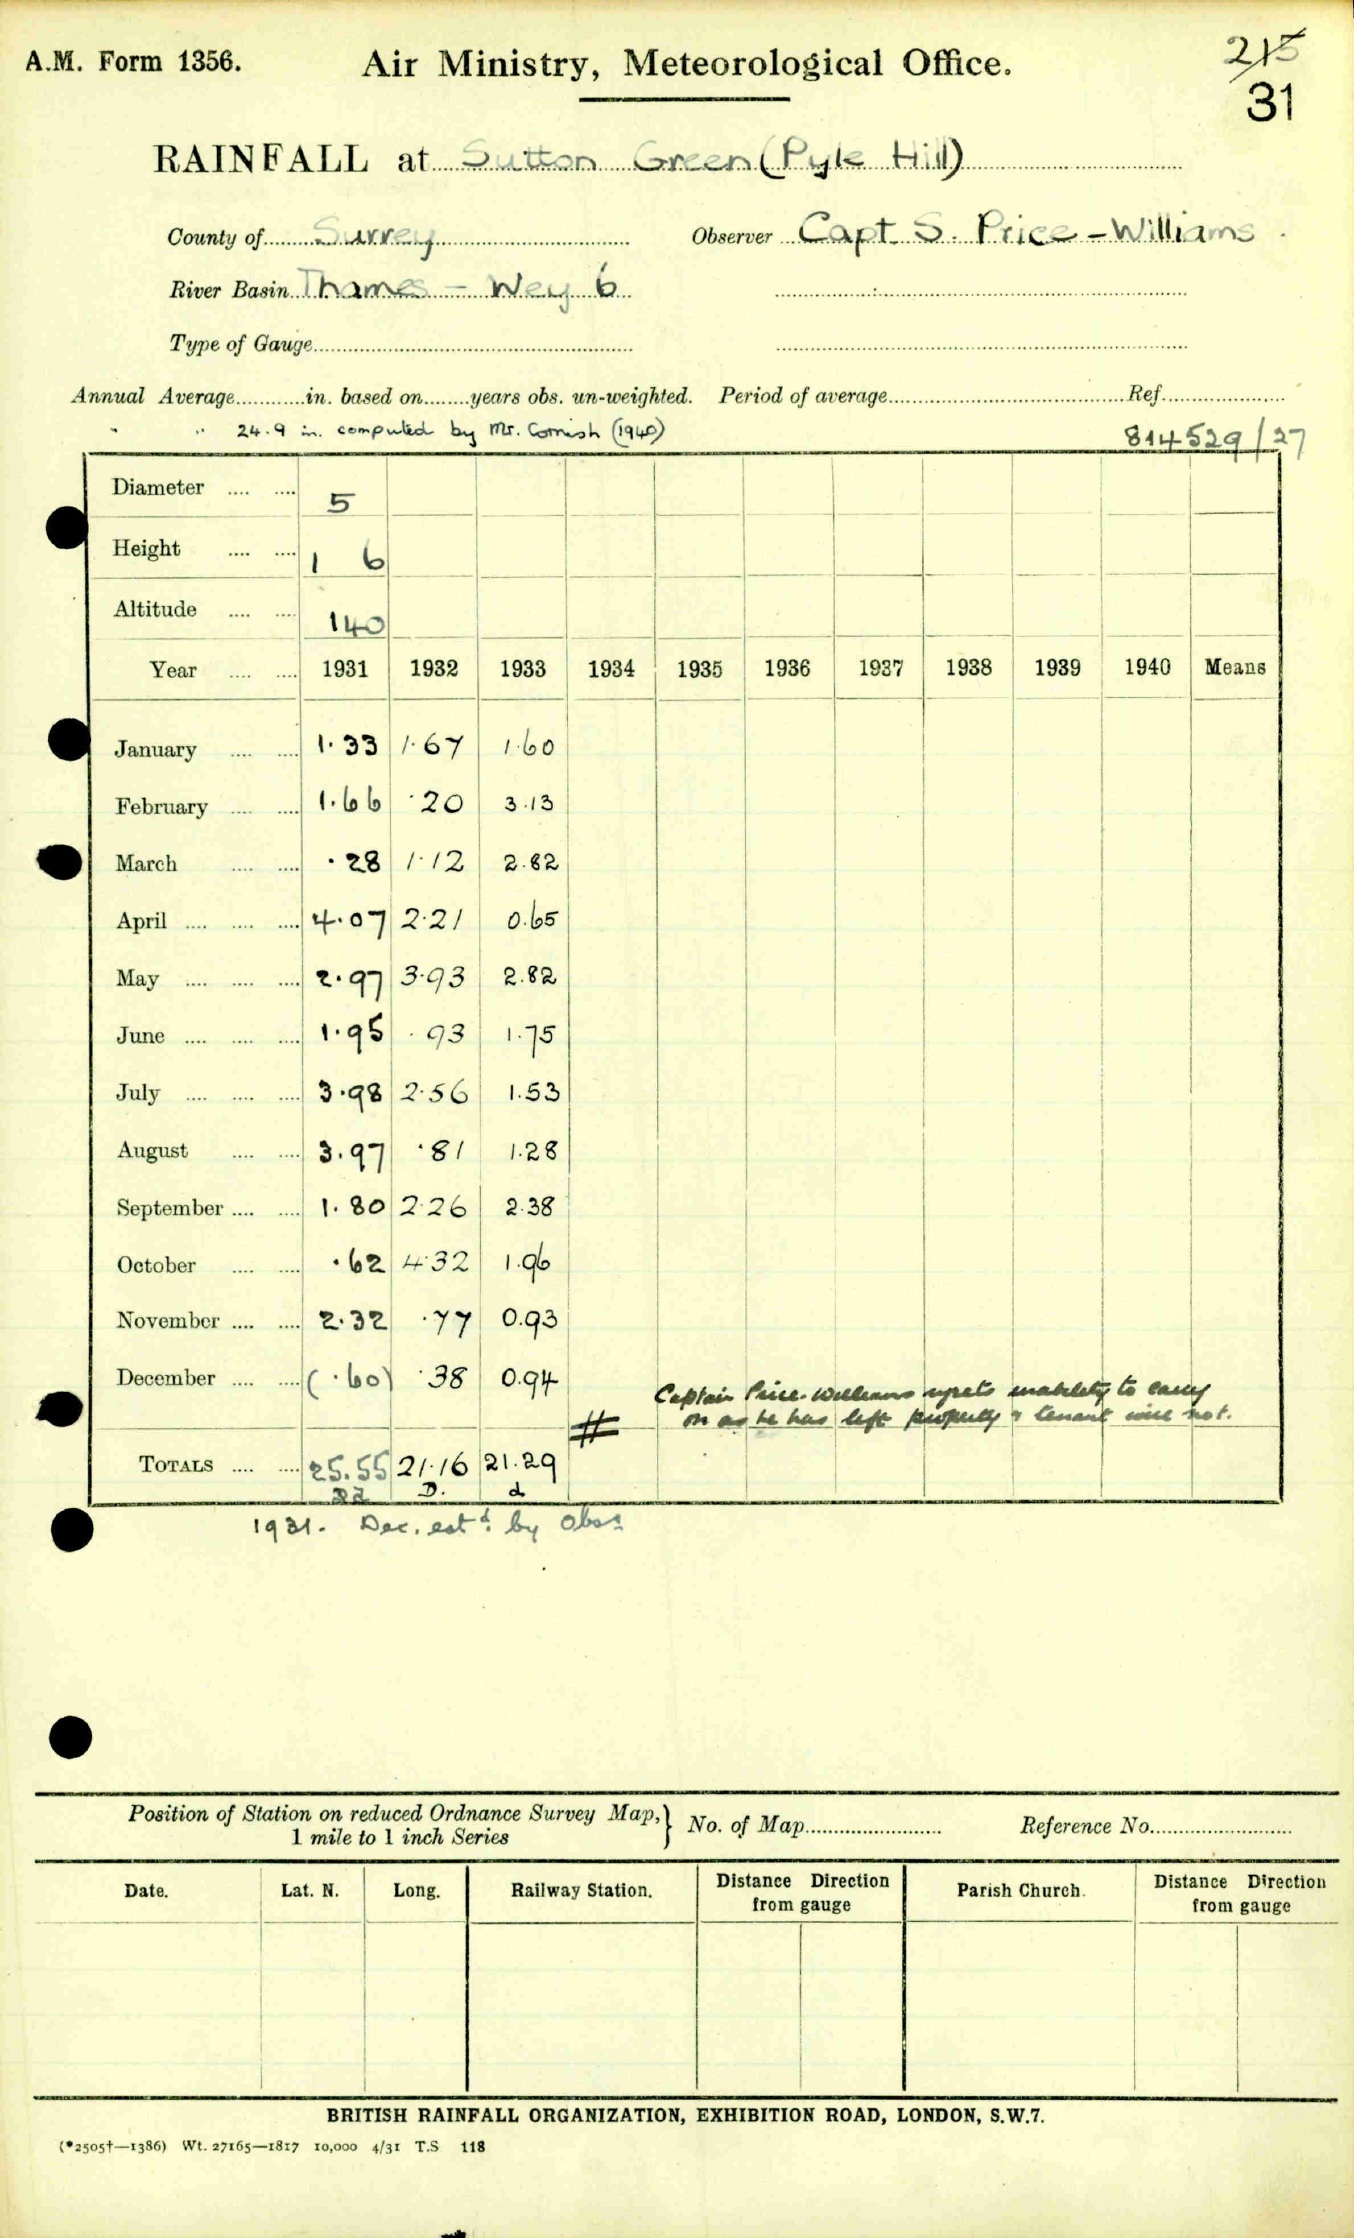 A.M. Form 1356.
Air Ministry, Meteorological Office.
215
31
RAINFALL at Sutton Green (Pyle Hill)
County of Surrey
Observer Capt S. Price-Williams.
River Basin Thames - Wey 6
Type of Gauge
Annual Average............in. based on........years obs. un-weighted. Period of average........Ref.
" " 24.9 in. computed by Mr. Cornish (1940)
814529/27
Diameter .... .... 5
Height .... .... 1 6
Altitude .... .... 140
Year .... .... 1931 1932 1933 1934 1935 1936 1937 1938 1939 1940 Means
January .... .... 1.33 1.67 1.60
February .... .... 1.66 .20 3.13
March .... .... .28 1.12 2.82
April .... .... .... 4.07 2.21 0.65
May .... .... .... 2.97 3.93 2.82
June .... .... .... 1.95 .93 1.75
July .... .... .... 3.98 2.56 1.53
August .... .... 3.97 .81 1.28
September .... .... 1.80 2.26 2.38
October .... .... .62 4.32 1.96
November .... .... 2.32 .77 0.93
December .... .... (.60) .38 0.94
Captain Price-Williams regrets inability to carry
on as he has left property & tenant will not.
#
TOTALS .... .... 25.55 21.16 21.29
D. d
1931. Dec. estd. by Obsr.
Position of Station on reduced Ordnance Survey Map,} No. of Map........ Reference No.........
1 mile to 1 inch Series
Date. Lat. N. Long. Railway Station. Distance Direction from gauge Parish Church. Distance Direction from gauge
BRITISH RAINFALL ORGANIZATION, EXHIBITION ROAD, LONDON, S.W.7.
(*2505†—1386) Wt. 27165—1817 10,000 4/31 T.S 118